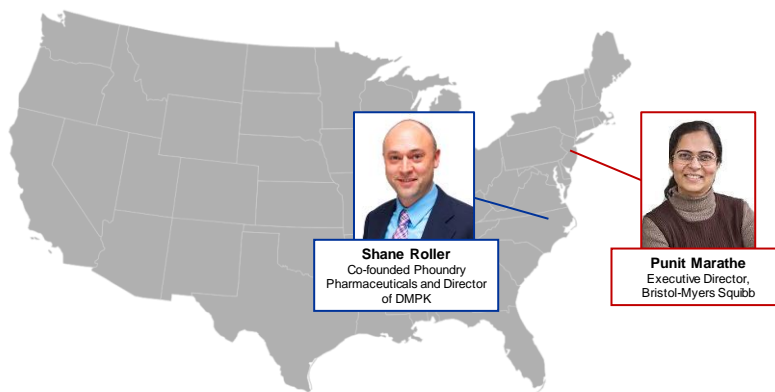 Shane Roller
Co-founded Phoundry
Pharmaceuticals and Director
of DMPK
Punit Marathe
Executive Director,
Bristol-Myers Squibb